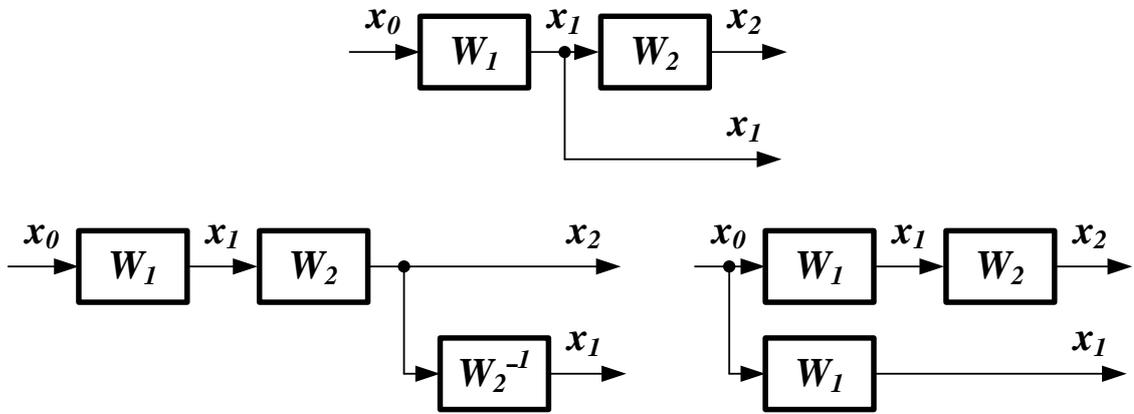 x₀ W₁ x₁ W₂ x₂
x₁
x₀ W₁ x₁ W₂ x₂
W₂⁻¹ x₁
x₀ W₁ x₁ W₂ x₂
W₁ x₁